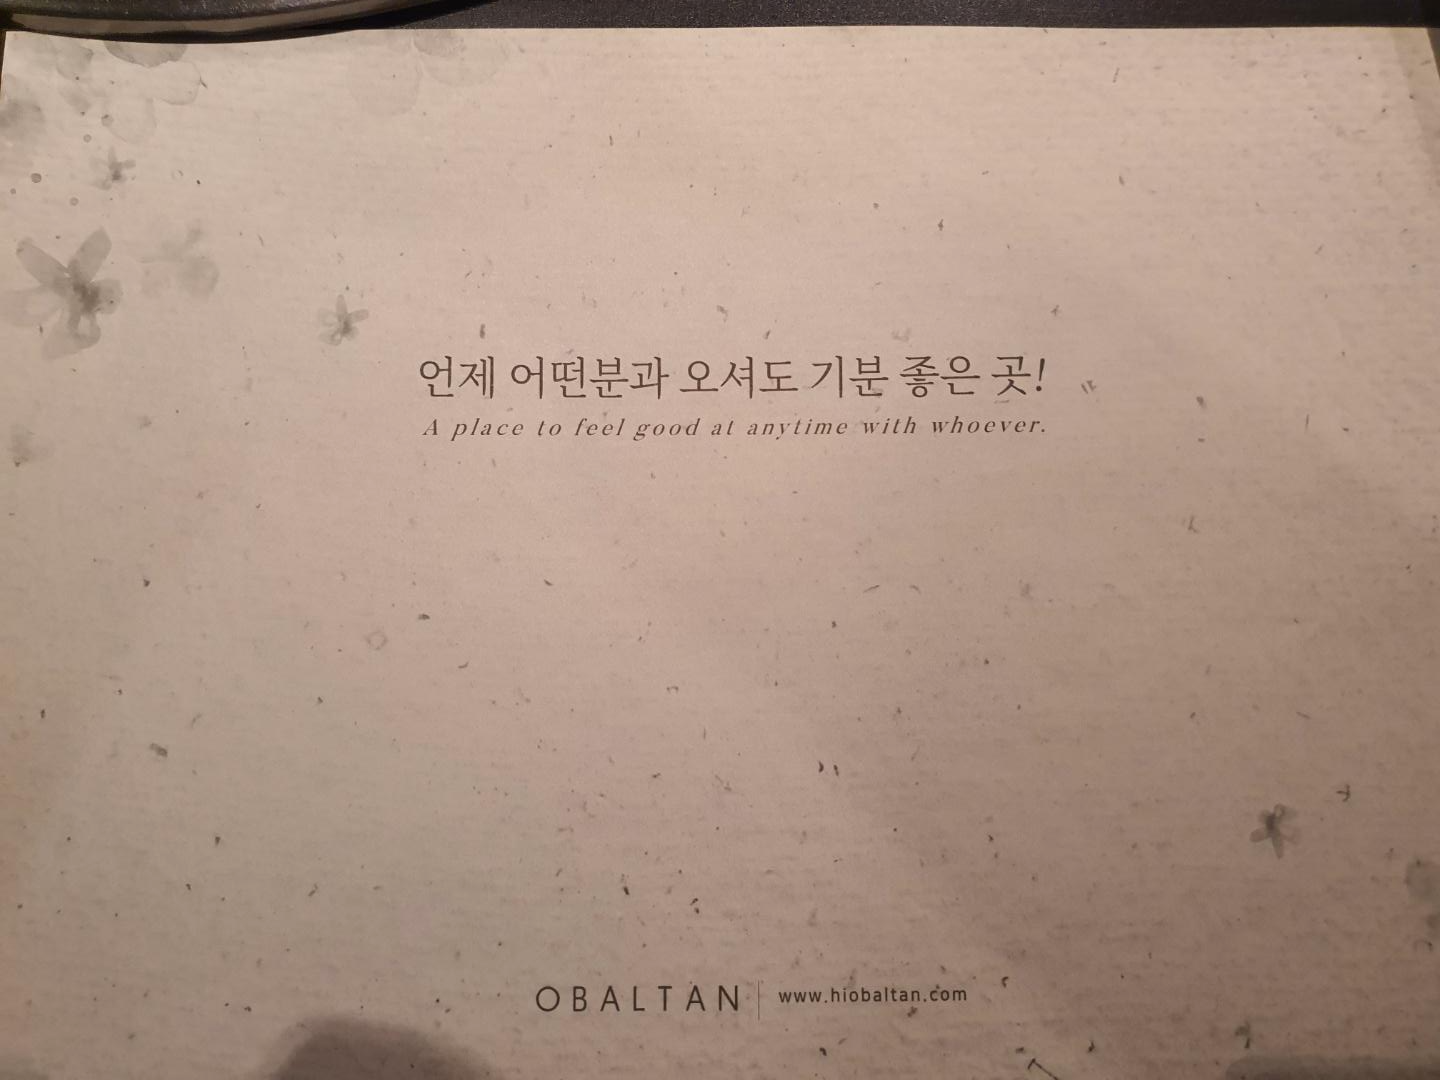 언제 어떤분과 오셔도 기분 좋은 곳!
A place to feel good at anytime with whoever.
OBALTAN | www.hiobaltan.com